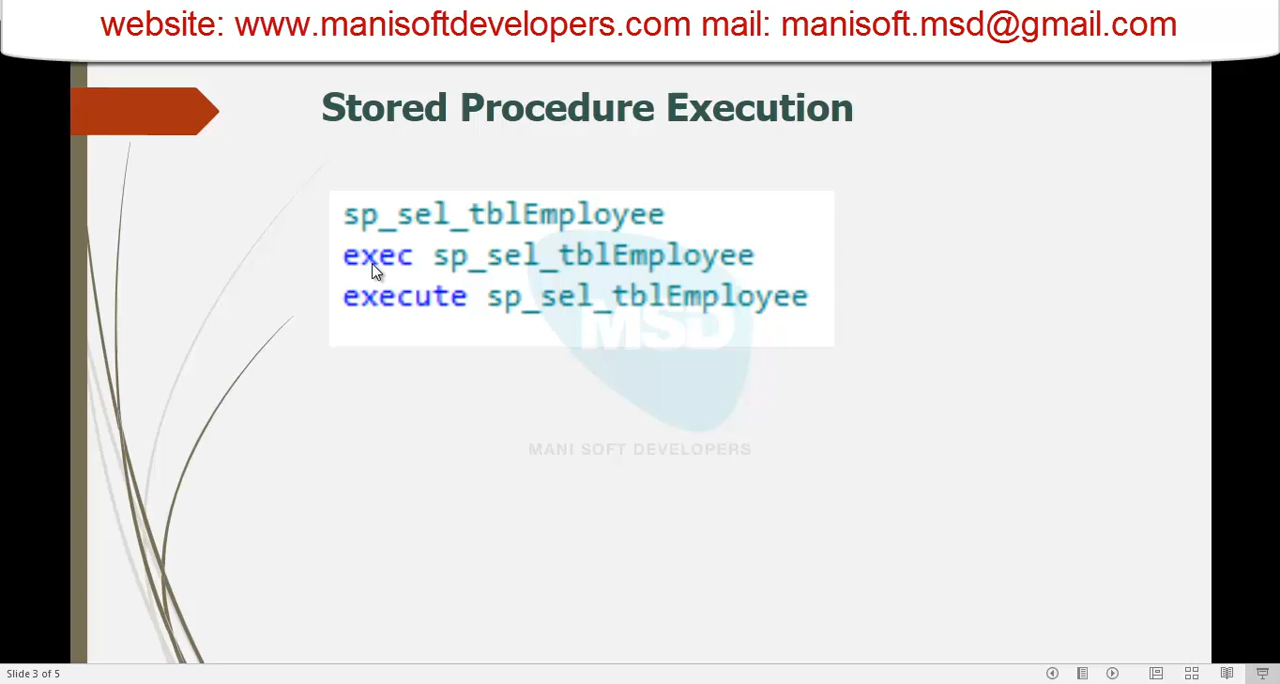 website: www.manisoftdevelopers.com mail: manisoft.msd@gmail.com
Stored Procedure Execution
sp_sel_tblEmployee
exec sp_sel_tblEmployee
execute sp_sel_tblEmployee
MSD
MANI SOFT DEVELOPERS
Slide 3 of 5